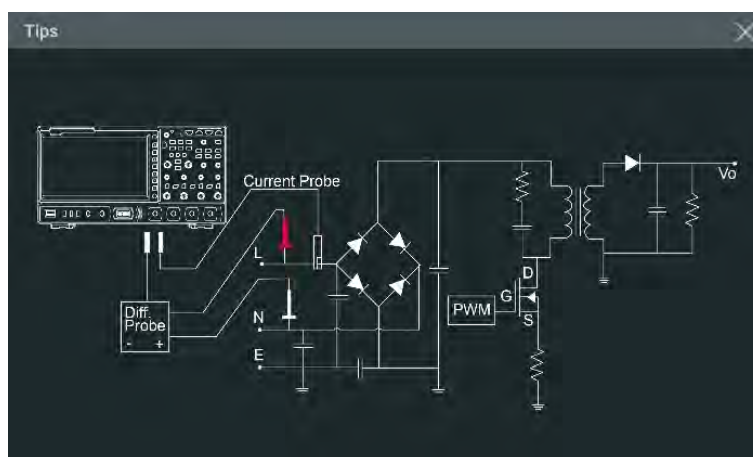 Tips
Current Probe
Vo
L
D
Diff.
Probe
- +
N
PWM
G
S
E